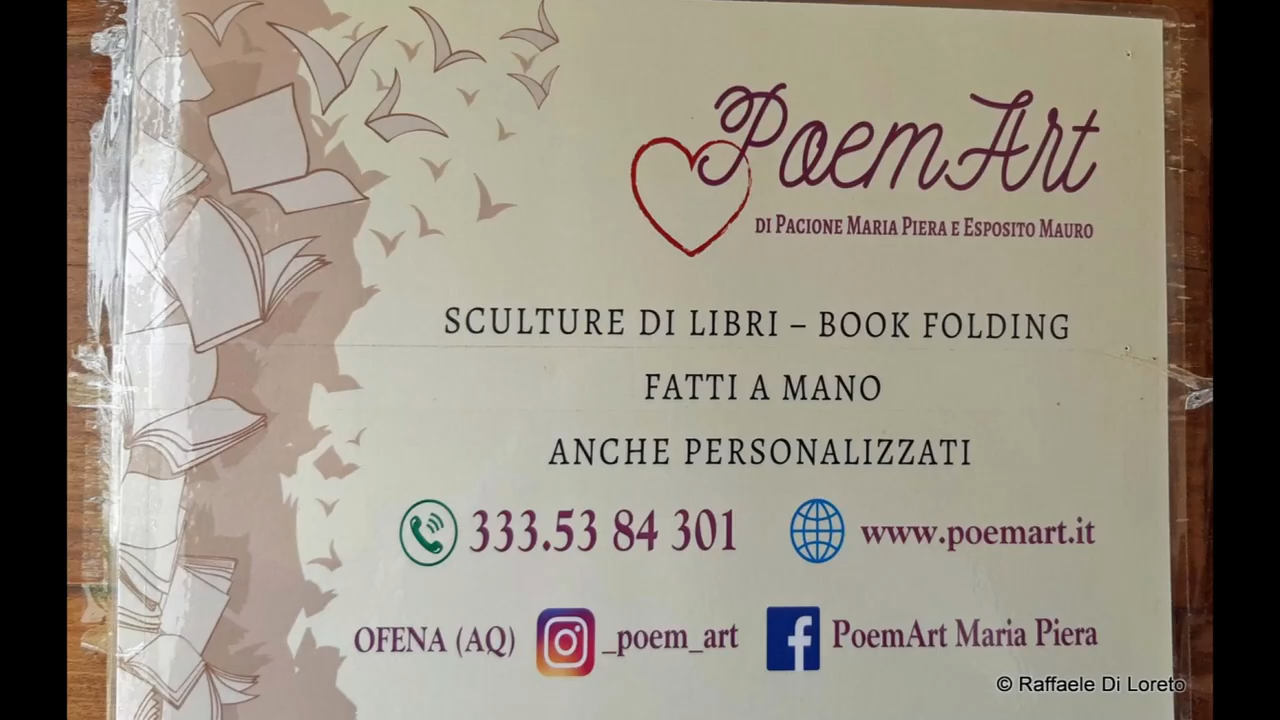 PoemArt
DI PACIONE MARIA PIERA E ESPOSITO MAURO
SCULTURE DI LIBRI – BOOK FOLDING
FATTI A MANO
ANCHE PERSONALIZZATI
333.53 84 301 www.poemart.it
OFENA (AQ) _poem_art PoemArt Maria Piera
© Raffaele Di Loreto